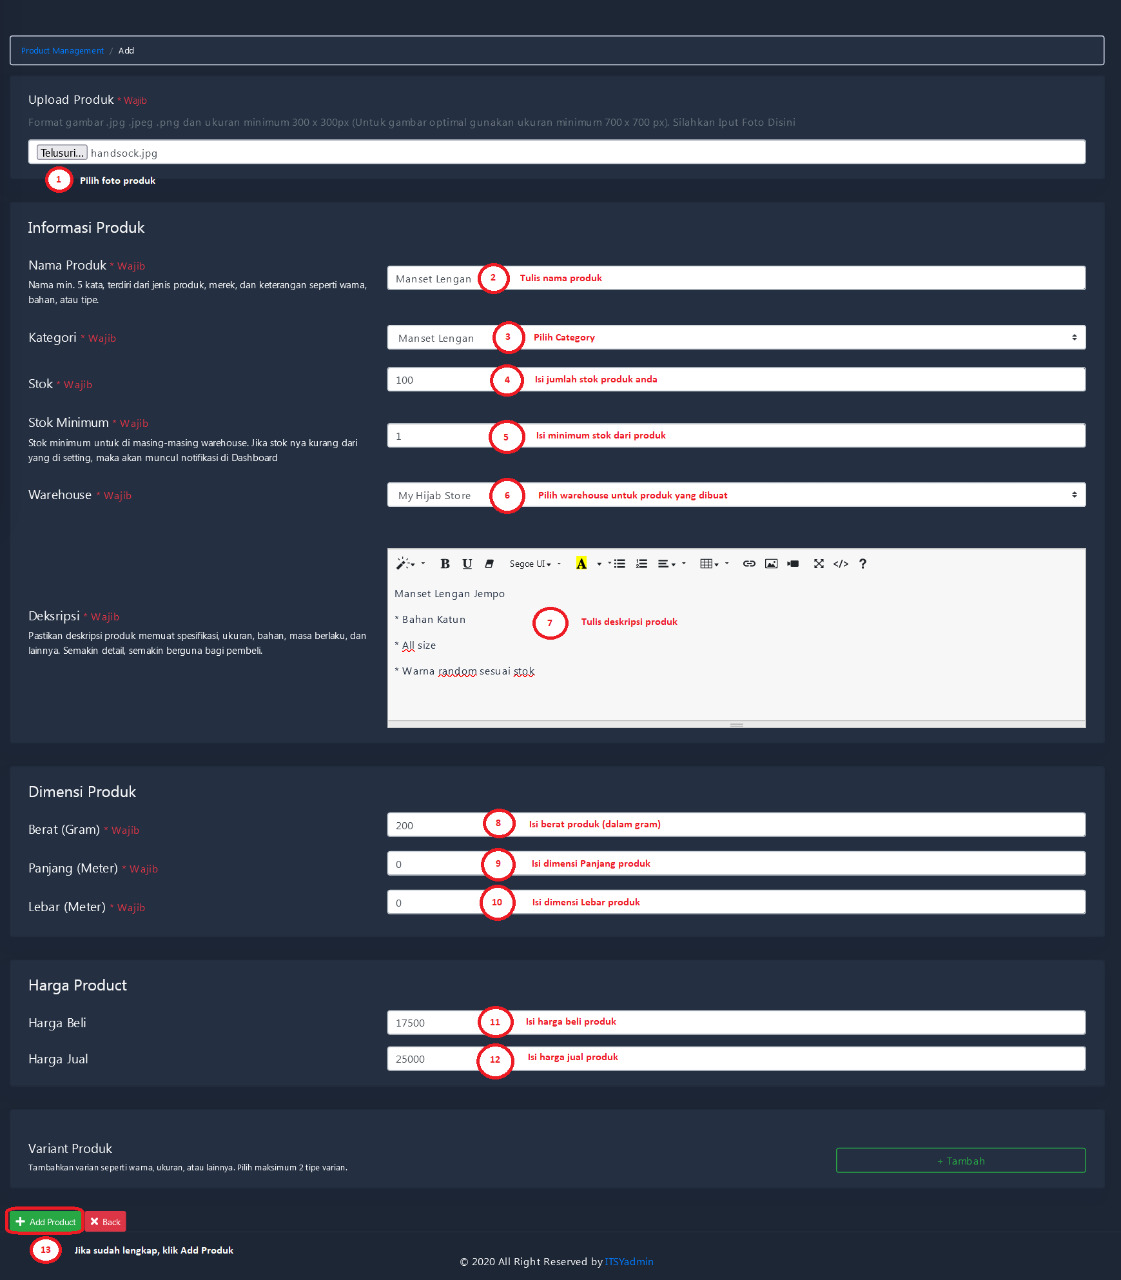 Product Management / Add
Upload Produk * Wajib
Format gambar .jpg .jpeg .png dan ukuran minimum 300 x 300px (Untuk gambar optimal gunakan ukuran minimum 700 x 700 px). Silahkan Iput Foto Disini
Telusuri... handsock.jpg
1 Pilih foto produk
Informasi Produk
Nama Produk * Wajib
Nama min. 5 kata, terdiri dari jenis produk, merek, dan keterangan seperti warna,
bahan, atau tipe.
Manset Lengan 2 Tulis nama produk
Kategori * Wajib
Manset Lengan 3 Pilih Category
Stok * Wajib
100 4 Isi jumlah stok produk anda
Stok Minimum * Wajib
Stok minimum untuk di masing-masing warehouse. Jika stok nya kurang dari
yang di setting, maka akan muncul notifikasi di Dashboard
1 5 Isi minimum stok dari produk
Warehouse * Wajib
My Hijab Store 6 Pilih warehouse untuk produk yang dibuat
B U Segoe UI A </> ?
Manset Lengan Jempo
* Bahan Katun
7 Tulis deskripsi produk
* All size
* Warna random sesuai stok
Deksripsi * Wajib
Pastikan deskripsi produk memuat spesifikasi, ukuran, bahan, masa berlaku, dan
lainnya. Semakin detail, semakin berguna bagi pembeli.
Dimensi Produk
Berat (Gram) * Wajib
200 8 Isi berat produk (dalam gram)
Panjang (Meter) * Wajib
0 9 Isi dimensi Panjang produk
Lebar (Meter) * Wajib
0 10 Isi dimensi Lebar produk
Harga Product
Harga Beli
17500 11 Isi harga beli produk
Harga Jual
25000 12 Isi harga jual produk
Variant Produk
Tambahkan varian seperti warna, ukuran, atau lainnya. Pilih maksimum 2 tipe varian.
+ Tambah
Add Product Back
13 Jika sudah lengkap, klik Add Produk
© 2020 All Right Reserved by ITSYadmin